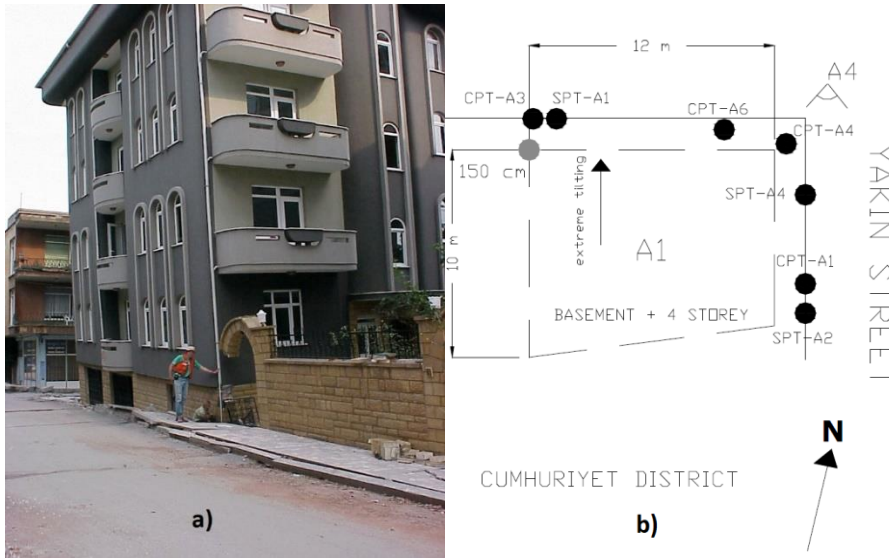 a)
12 m
A4
CPT-A3
SPT-A1
CPT-A6
CPT-A4
150 cm
extreme tilting
SPT-A4
YAKIN STREET
10 m
A1
CPT-A1
BASEMENT + 4 STOREY
SPT-A2
N
CUMHURIYET DISTRICT
b)